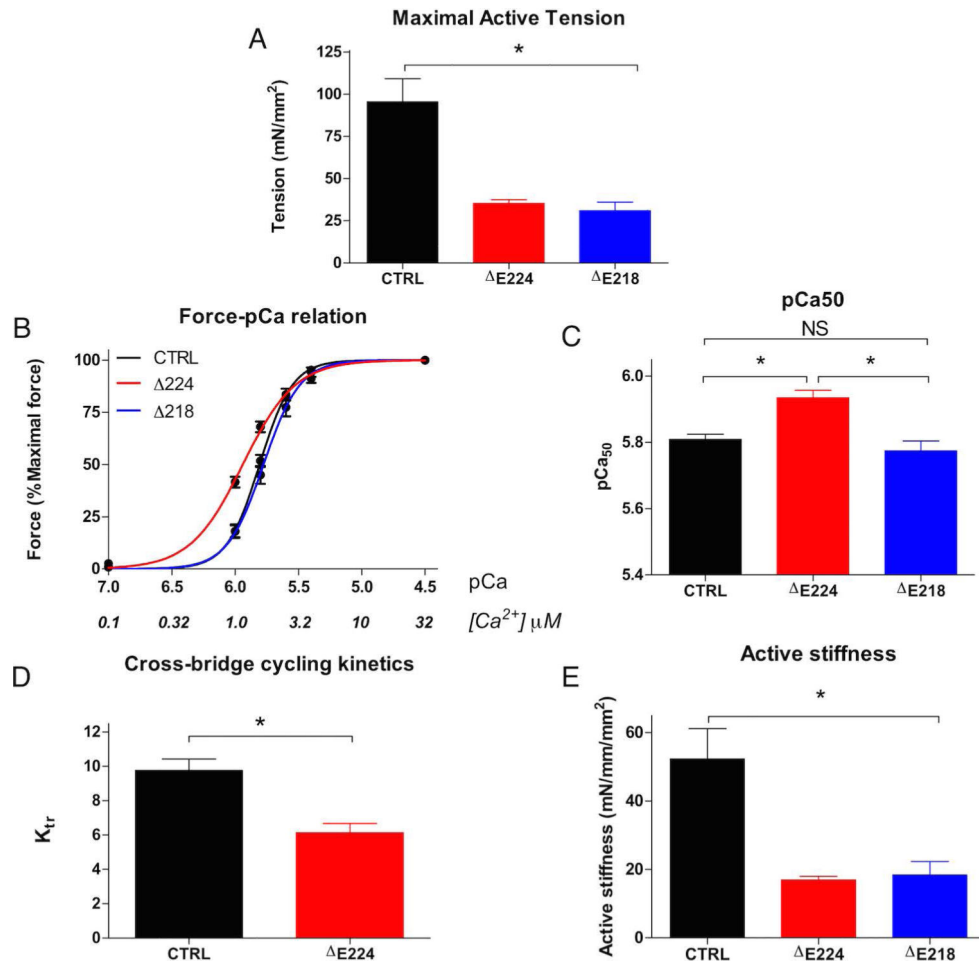 Maximal Active Tension
A
*
Tension (mN/mm²)
125
100
75
50
25
0
CTRL ΔE224 ΔE218
B
Force-pCa relation
CTRL
Δ224
Δ218
Force (%Maximal force)
100
75
50
25
0
7.0 6.5 6.0 5.5 5.0 4.5 pCa
0.1 0.32 1.0 3.2 10 32 [Ca²⁺] μM
pCa50
C
NS
* *
pCa₅₀
6.0
5.8
5.6
5.4
CTRL ΔE224 ΔE218
D
Cross-bridge cycling kinetics
*
Ktr
12
10
8
6
4
2
0
CTRL ΔE224
E
Active stiffness
*
Active stiffness (mN/mm/mm²)
60
40
20
0
CTRL ΔE224 ΔE218